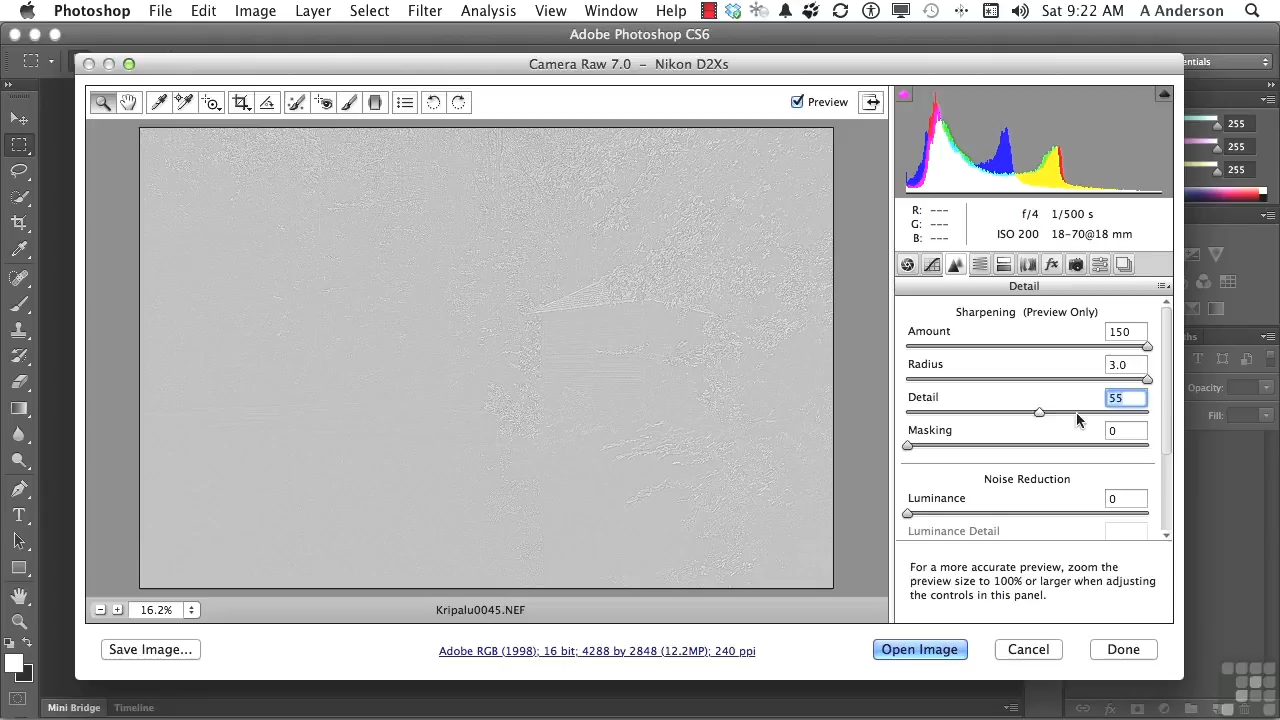 Photoshop File Edit Image Layer Select Filter Analysis View Window Help Sat 9:22 AM A Anderson
Adobe Photoshop CS6
Camera Raw 7.0 – Nikon D2Xs
entials
Preview
255
255
255
R: ---
G: ---
B: ---
f/4 1/500 s
ISO 200 18-70@18 mm
Detail
Sharpening (Preview Only)
Amount 150
Radius 3.0
Detail 55
Masking 0
Noise Reduction
Luminance 0
Luminance Detail
ths
Opacity:
Fill:
For a more accurate preview, zoom the
preview size to 100% or larger when adjusting
the controls in this panel.
16.2% Kripalu0045.NEF
Save Image... Adobe RGB (1998); 16 bit; 4288 by 2848 (12.2MP); 240 ppi Open Image Cancel Done
Mini Bridge Timeline